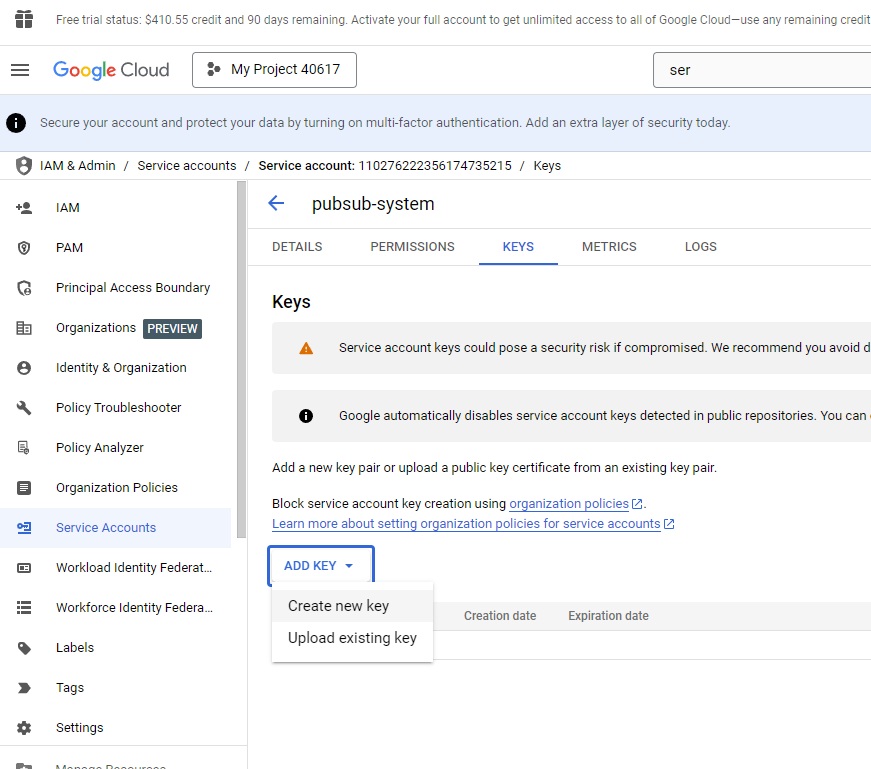 Free trial status: $410.55 credit and 90 days remaining. Activate your full account to get unlimited access to all of Google Cloud—use any remaining credit
Google Cloud
My Project 40617
ser
Secure your account and protect your data by turning on multi-factor authentication. Add an extra layer of security today.
IAM & Admin / Service accounts / Service account: 110276222356174735215 / Keys
IAM
PAM
Principal Access Boundary
Organizations PREVIEW
Identity & Organization
Policy Troubleshooter
Policy Analyzer
Organization Policies
Service Accounts
Workload Identity Federat...
Workforce Identity Federa...
Labels
Tags
Settings
Manage Resources
pubsub-system
DETAILS PERMISSIONS KEYS METRICS LOGS
Keys
Service account keys could pose a security risk if compromised. We recommend you avoid d
Google automatically disables service account keys detected in public repositories. You can
Add a new key pair or upload a public key certificate from an existing key pair.
Block service account key creation using organization policies.
Learn more about setting organization policies for service accounts
ADD KEY
Create new key
Upload existing key
Creation date Expiration date